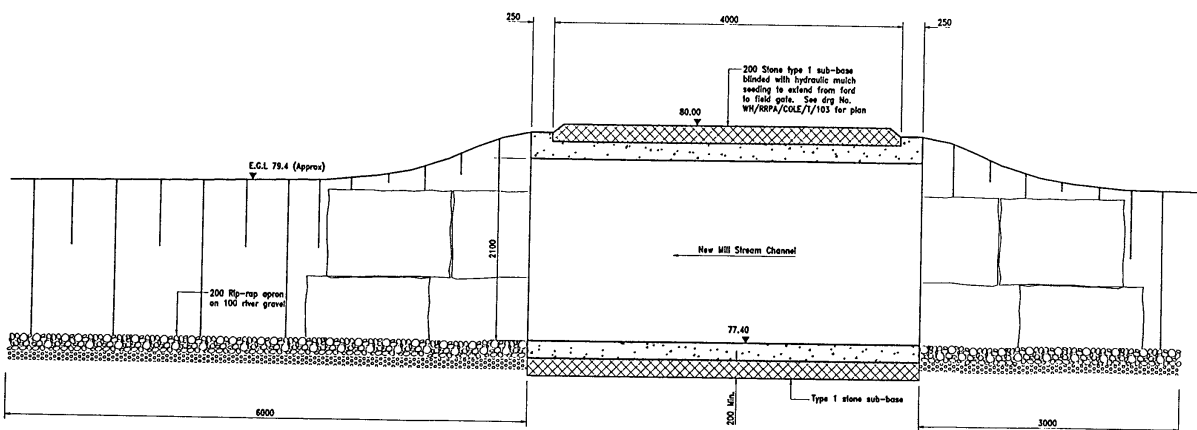 250
4000
250
200 Stone type 1 sub-base
blinded with hydraulic mulch
seeding to extend from ford
to field gate. See drg No.
WH/RRPA/COLE/T/103 for plan
80.00
E.G.L 79.4 (Approx)
2100
New Mill Stream Channel
200 Rip-rap apron
on 100 river gravel
77.40
200 Min.
Type 1 stone sub-base
6000
3000